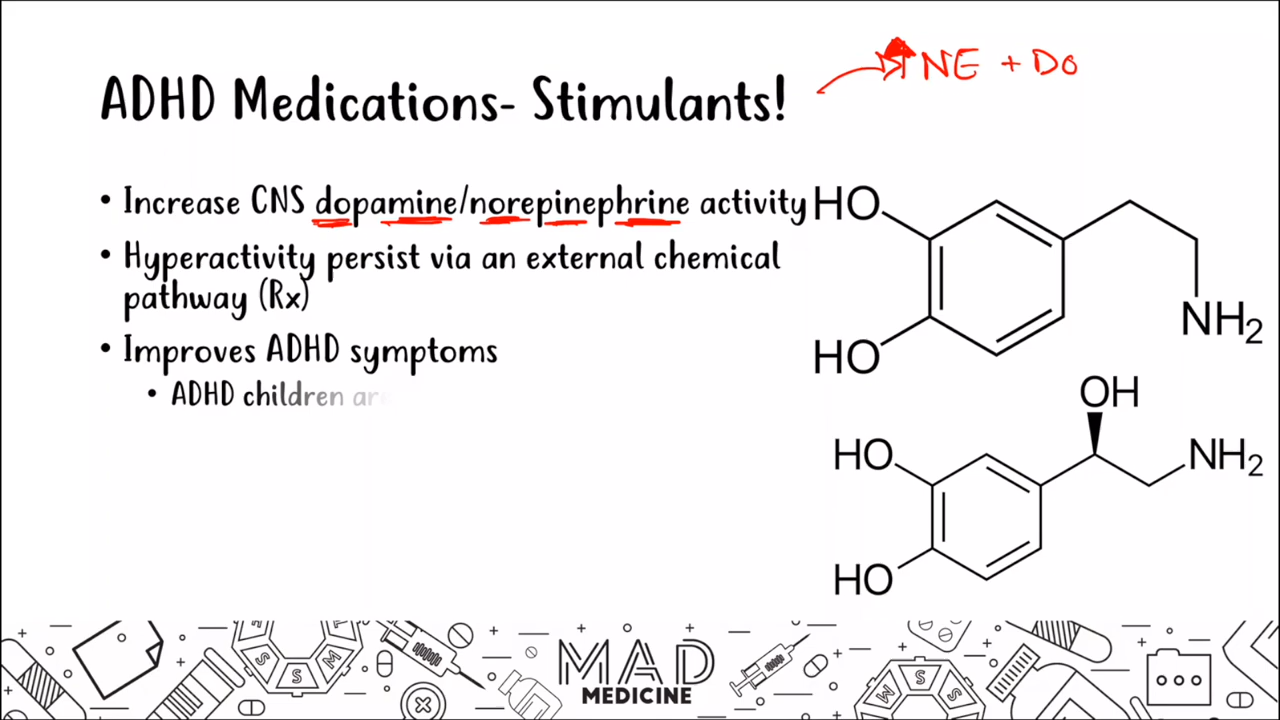 NE + Do
ADHD Medications- Stimulants!
• Increase CNS dopamine/norepinephrine activity
• Hyperactivity persist via an external chemical
pathway (Rx)
• Improves ADHD symptoms
• ADHD children are
HO
HO
NH2
OH
HO
NH2
HO
MAD
MEDICINE